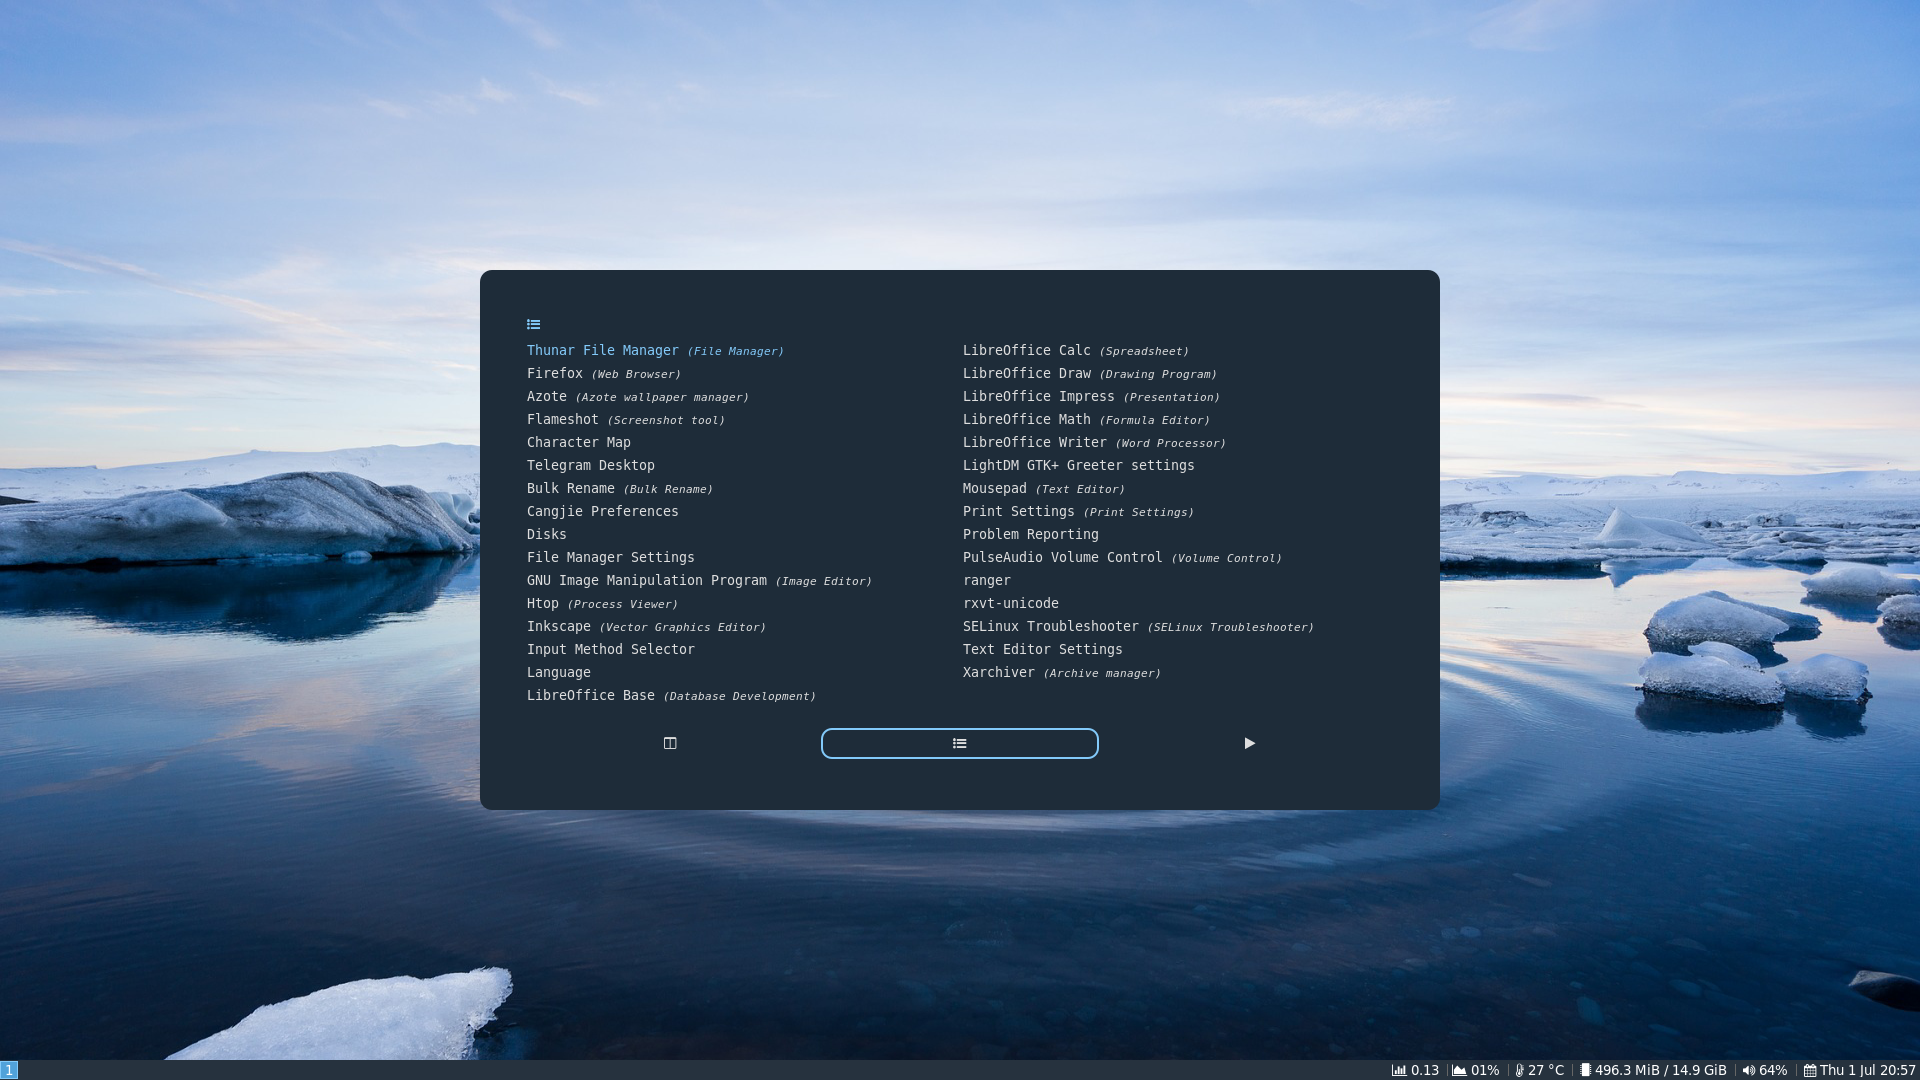 Thunar File Manager (File Manager)
Firefox (Web Browser)
Azote (Azote wallpaper manager)
Flameshot (Screenshot tool)
Character Map
Telegram Desktop
Bulk Rename (Bulk Rename)
Cangjie Preferences
Disks
File Manager Settings
GNU Image Manipulation Program (Image Editor)
Htop (Process Viewer)
Inkscape (Vector Graphics Editor)
Input Method Selector
Language
LibreOffice Base (Database Development)
LibreOffice Calc (Spreadsheet)
LibreOffice Draw (Drawing Program)
LibreOffice Impress (Presentation)
LibreOffice Math (Formula Editor)
LibreOffice Writer (Word Processor)
LightDM GTK+ Greeter settings
Mousepad (Text Editor)
Print Settings (Print Settings)
Problem Reporting
PulseAudio Volume Control (Volume Control)
ranger
rxvt-unicode
SELinux Troubleshooter (SELinux Troubleshooter)
Text Editor Settings
Xarchiver (Archive manager)
1 0.13 01% 27 °C 496.3 MiB / 14.9 GiB 64% Thu 1 Jul 20:57